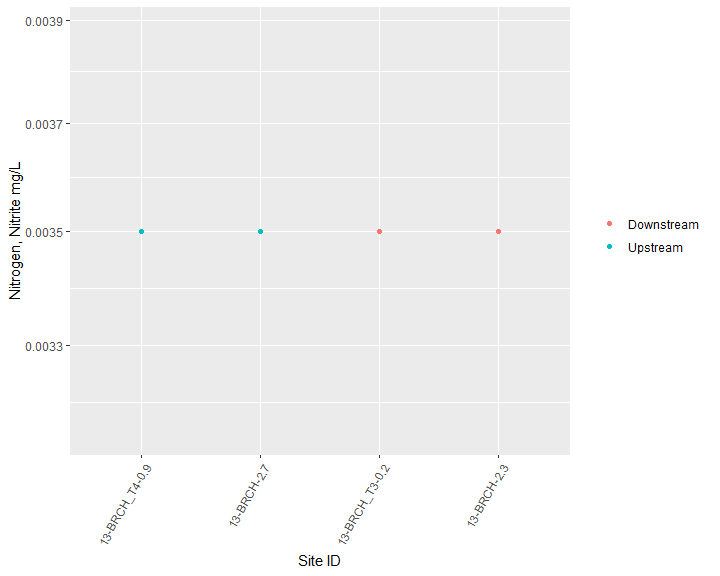 0.0039
0.0037
0.0035
0.0033
Nitrogen, Nitrite mg/L
13-BRCH_T4-0.9
13-BRCH-2.7
13-BRCH_T3-0.2
13-BRCH-2.3
Site ID
Downstream
Upstream